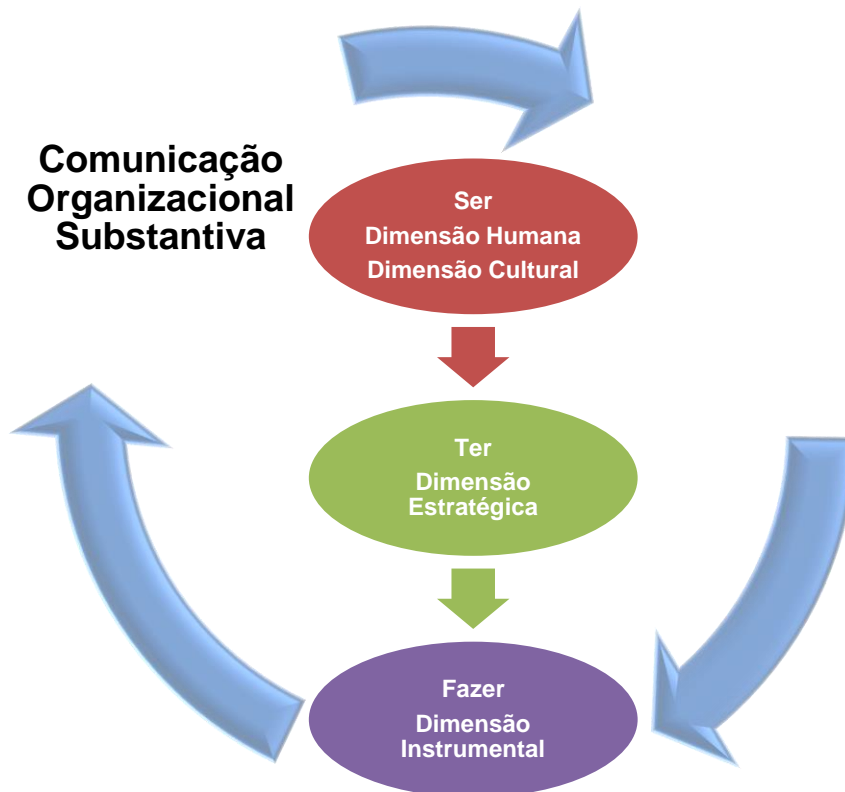 Comunicação
Organizacional
Substantiva
Ser
Dimensão Humana
Dimensão Cultural
Ter
Dimensão
Estratégica
Fazer
Dimensão
Instrumental